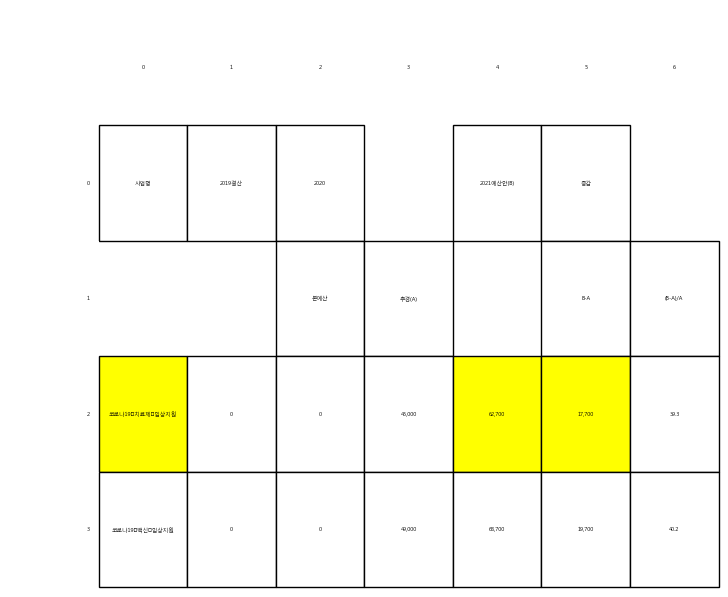 0 1 2 3 4 5 6
0 사업명 2019결산 2020 2021예산안(B) 증감
1 본예산 추경(A) B-A (B-A)/A
2 코로나19□치료제□임상지원 0 0 45,000 62,700 17,700 39.3
3 코로나19□백신□임상지원 0 0 49,000 68,700 19,700 40.2